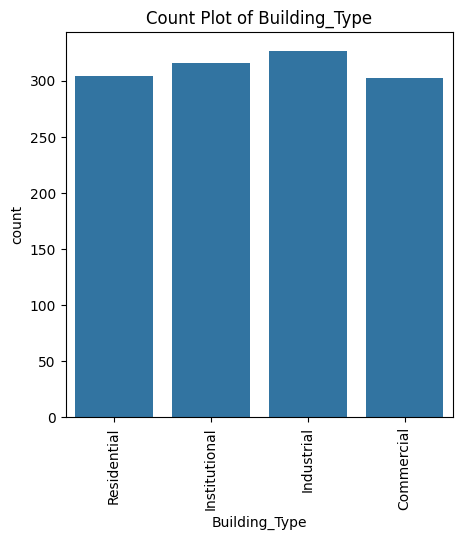 Count Plot of Building_Type
count
300
250
200
150
100
50
0
Residential
Institutional
Industrial
Commercial
Building_Type